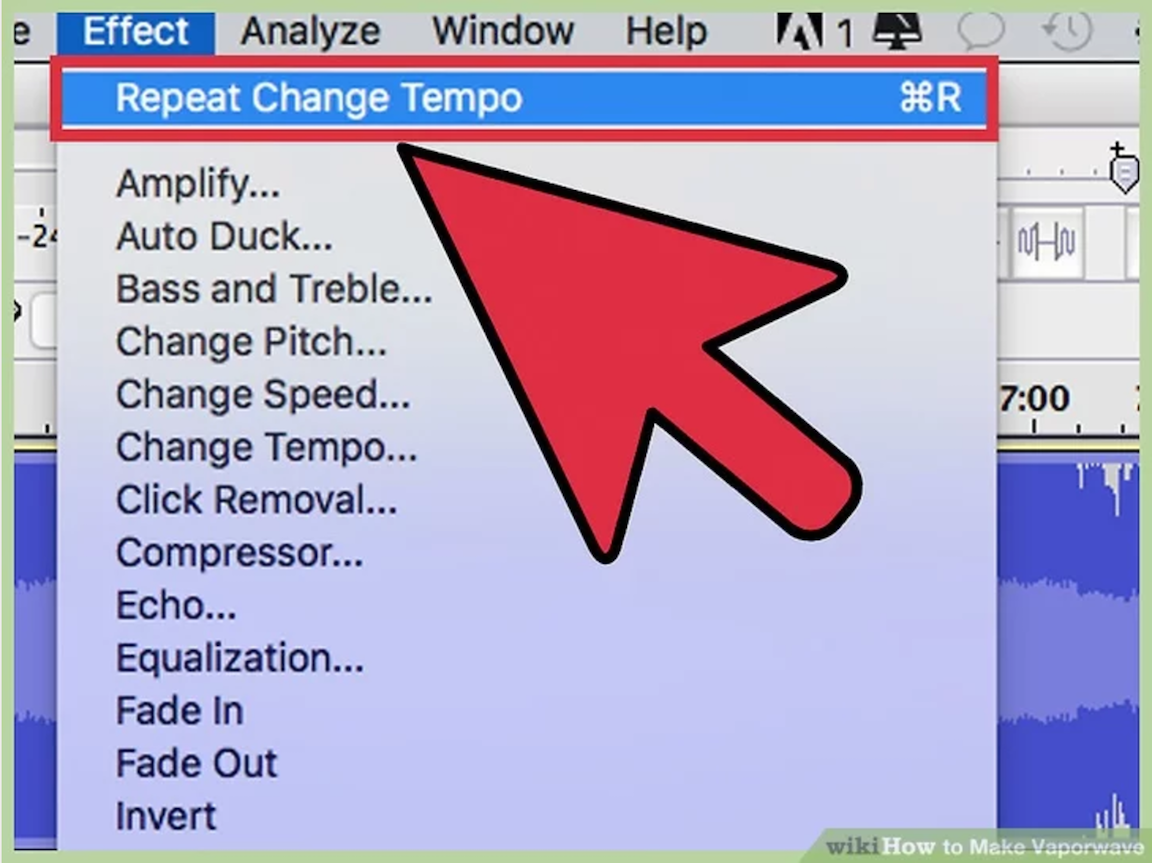 e Effect Analyze Window Help 1
Repeat Change Tempo ⌘R
Amplify...
Auto Duck...
Bass and Treble...
Change Pitch...
Change Speed...
Change Tempo...
Click Removal...
Compressor...
Echo...
Equalization...
Fade In
Fade Out
Invert
-24
7:00
wikiHow to Make Vaporwave